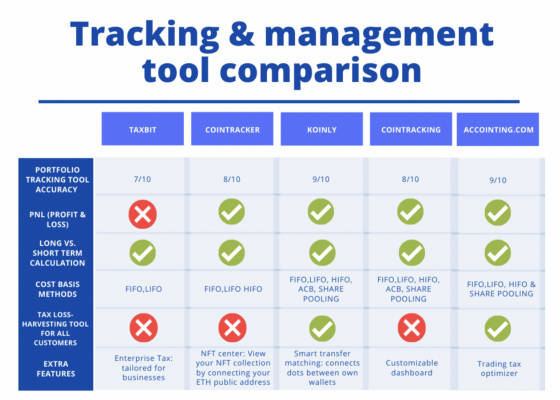 Tracking & management
tool comparison
TAXBIT
COINTRACKER
KOINLY
COINTRACKING
ACCOINTING.COM
PORTFOLIO
TRACKING TOOL
ACCURACY
7/10
8/10
9/10
8/10
9/10
PNL (PROFIT &
LOSS)
LONG VS.
SHORT TERM
CALCULATION
COST BASIS
METHODS
FIFO,LIFO
FIFO,LIFO HIFO
FIFO,LIFO, HIFO,
ACB, SHARE
POOLING
FIFO,LIFO, HIFO,
ACB, SHARE
POOLING
FIFO,LIFO, HIFO &
SHARE POOLING
TAX LOSS-
HARVESTING TOOL
FOR ALL
CUSTOMERS
EXTRA
FEATURES
Enterprise Tax:
tailored for
businesses
NFT center: View
your NFT collection
by connecting your
ETH public address
Smart transfer
matching: connects
dots between own
wallets
Customizable
dashboard
Trading tax
optimizer